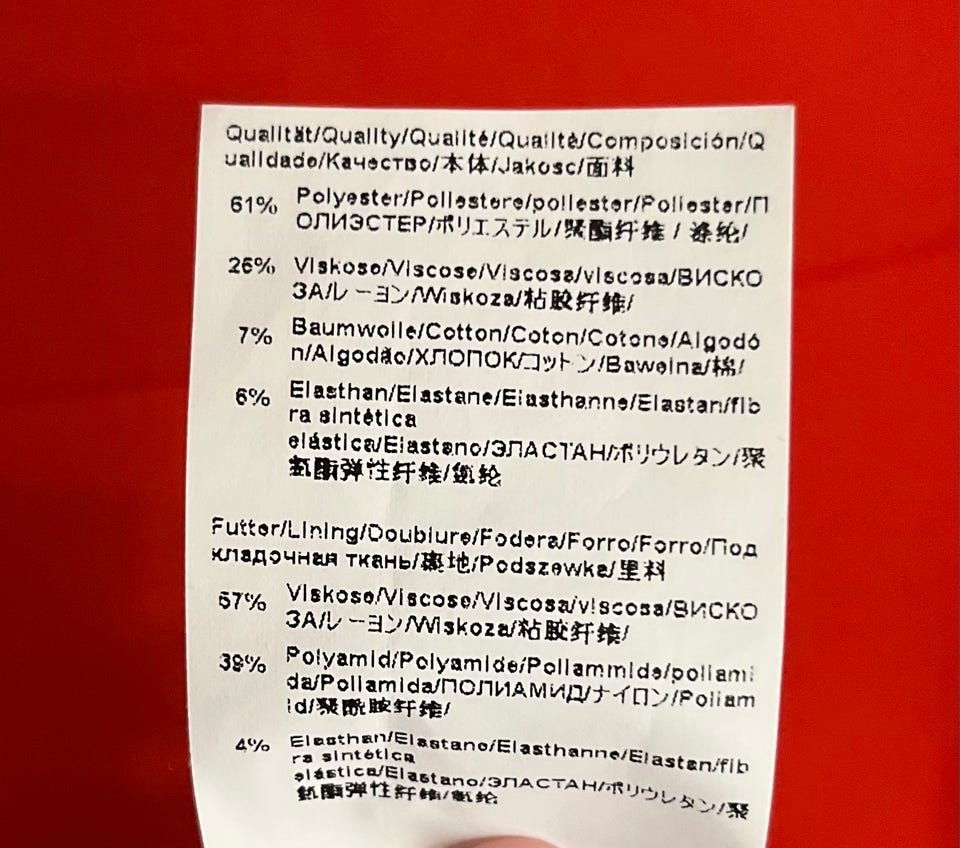 Qualität/Quality/Qualité/Qualità/Composición/Q
ualidade/Качество/本体/Jakosc/面料
61% Polyester/Poliestere/poliester/Poliester/П
ОЛИЭСТЕР/ポリエステル/聚酯纤维 / 涤纶/
26% Viskose/Viscose/Viscosa/viscosa/ВИСКО
ЗА/レーヨン/Wiskoza/粘胶纤维/
7% Baumwolle/Cotton/Coton/Cotone/Algodó
n/Algodão/ХЛОПОК/コットン/Bawelna/棉/
6% Elasthan/Elastane/Elasthanne/Elastan/fib
ra sintética
elástica/Elastano/ЭЛАСТАН/ポリウレタン/聚
氨酯弹性纤维/氨纶
Futter/Lining/Doublure/Fodera/Forro/Forro/Под
кладочная ткань/裏地/Podszewka/里料
57% Viskose/Viscose/Viscosa/viscosa/ВИСКО
ЗА/レーヨン/Wiskoza/粘胶纤维/
39% Polyamid/Polyamide/Poliammide/poliami
da/Poliamida/ПОЛИАМИД/ナイロン/Poliam
id/聚酰胺纤维/
4% Elasthan/Elastane/Elasthanne/Elastan/fib
ra sintética
elástica/Elastano/ЭЛАСТАН/ポリウレタン/聚
氨酯弹性纤维/氨纶